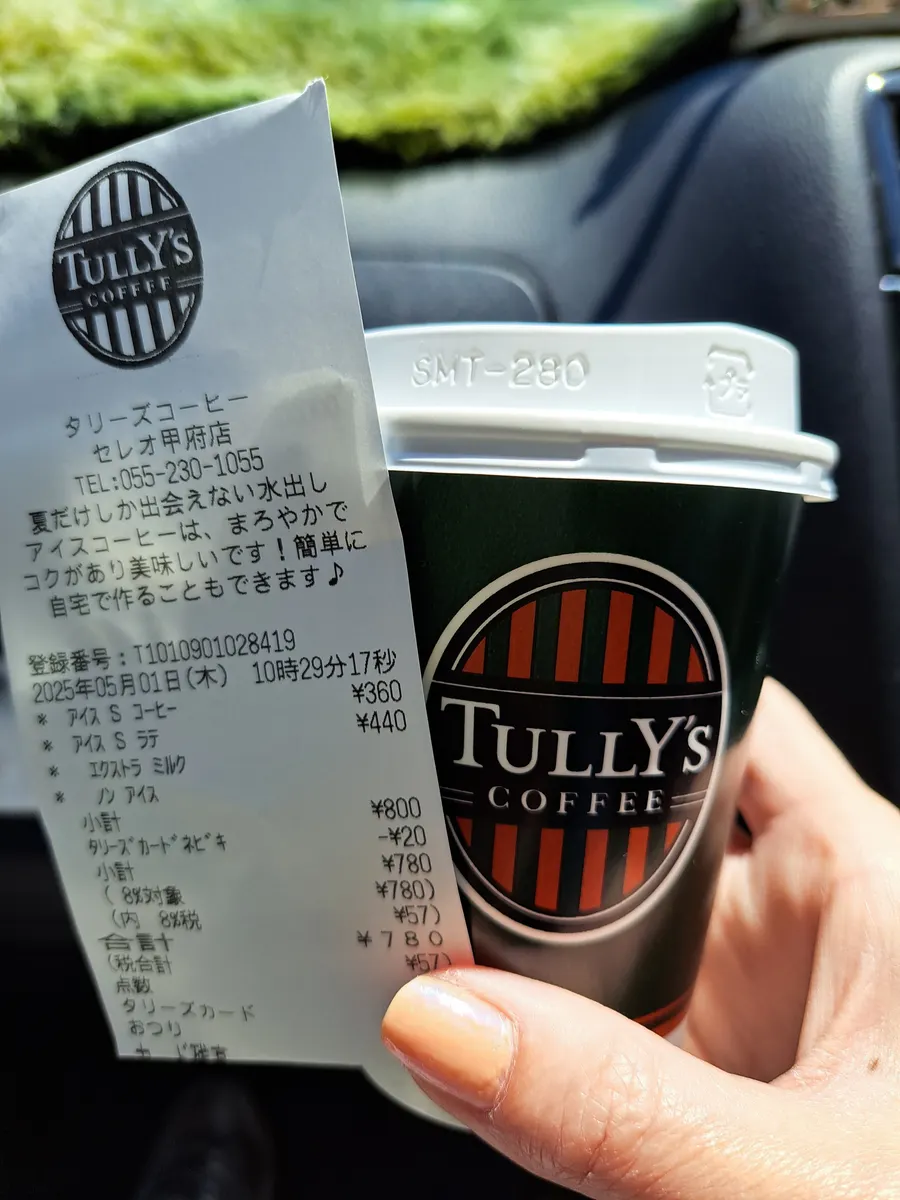 TULLY'S
COFFEE
タリーズコーヒー
セレオ甲府店
TEL:055-230-1055
夏だけしか出会えない水出し
アイスコーヒーは、まろやかで
コクがあり美味しいです！簡単に
自宅で作ることもできます♪
登録番号：T1010901028419
2025年05月01日(木) 10時29分17秒
* ｱｲｽ S ｺｰﾋｰ ¥360
* ｱｲｽ S ﾗﾃ ¥440
* ｴｸｽﾄﾗ ﾐﾙｸ
* ﾉﾝ ｱｲｽ
小計 ¥800
ﾀﾘｰｽﾞｶｰﾄﾞﾈﾋﾞｷ -¥20
小計 ¥780
( 8%対象 ¥780)
(内 8%税 ¥57)
合計 ¥780
(税合計 ¥57)
点数
タリーズカード
おつり
SMT-280
プラ
TULLY'S
COFFEE